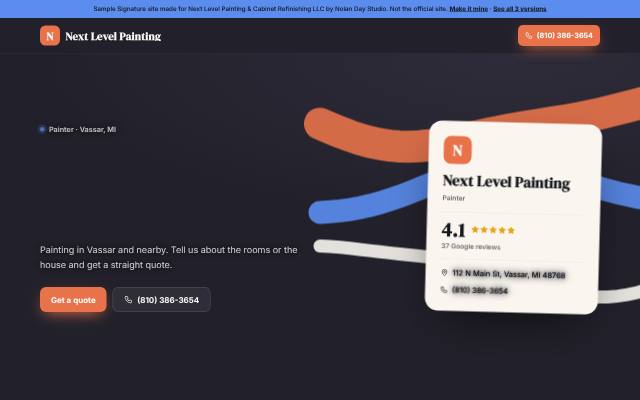 Sample Signature site made for Next Level Painting & Cabinet Refinishing LLC by Nolan Day Studio. Not the official site. Make it mine · See all 3 versions
N Next Level Painting
(810) 386-3654
Painter · Vassar, MI
Painting in Vassar and nearby. Tell us about the rooms or the
house and get a straight quote.
Get a quote
(810) 386-3654
N
Next Level Painting
Painter
4.1 ★★★★★
37 Google reviews
112 N Main St, Vassar, MI 48768
(810) 386-3654